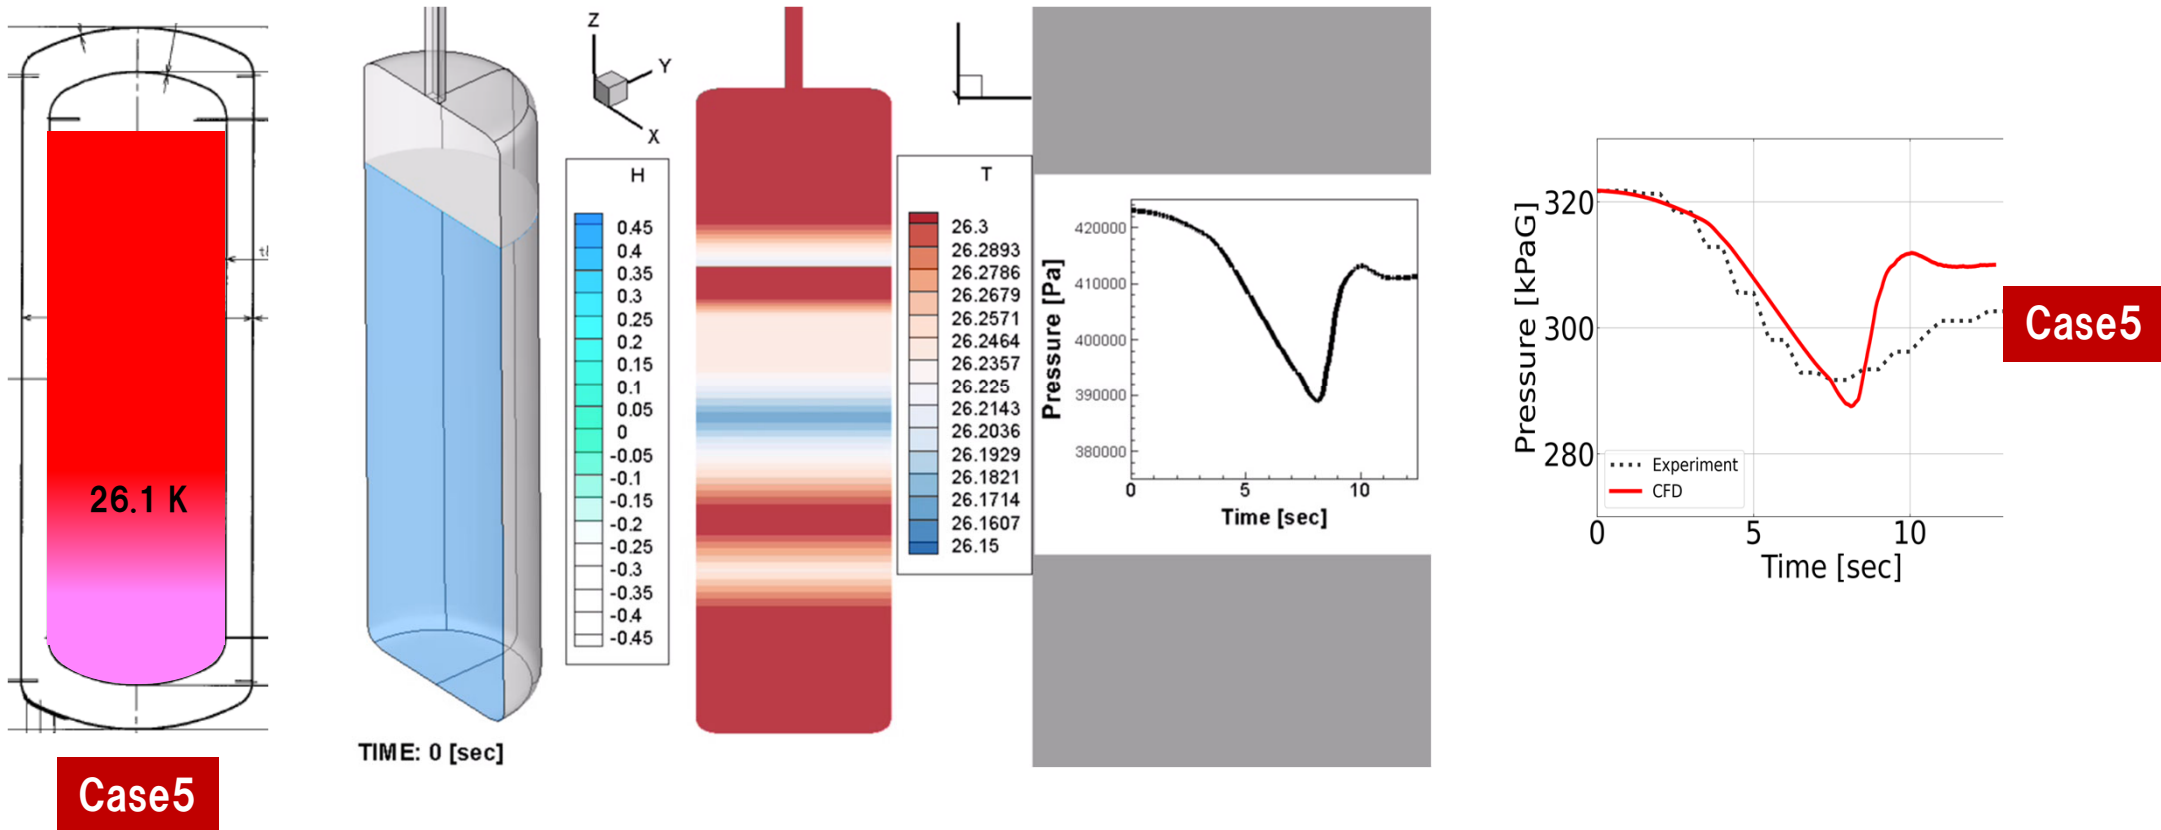 26.1 K
Case5
Z
Y
X
H
0.45
0.4
0.35
0.3
0.25
0.2
0.15
0.1
0.05
0
-0.05
-0.1
-0.15
-0.2
-0.25
-0.3
-0.35
-0.4
-0.45
TIME: 0 [sec]
T
26.3
26.2893
26.2786
26.2679
26.2571
26.2464
26.2357
26.225
26.2143
26.2036
26.1929
26.1821
26.1714
26.1607
26.15
Pressure [Pa]
420000
410000
400000
390000
380000
0 5 10
Time [sec]
Pressure [kPaG]
320
300
280
Experiment
CFD
0 5 10
Time [sec]
Case5